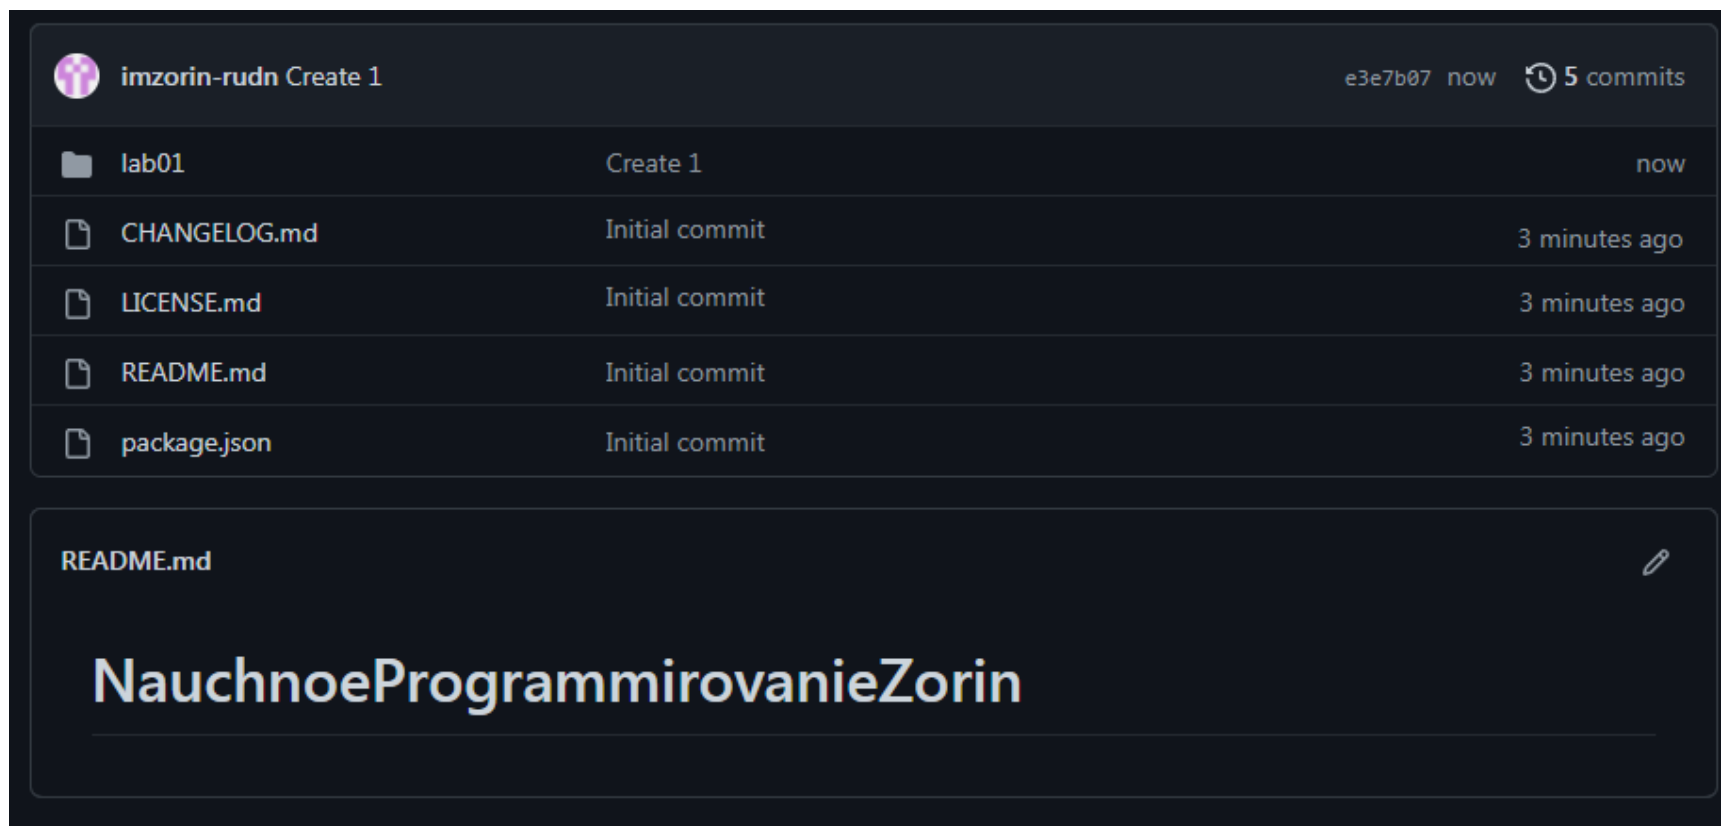 imzorin-rudn Create 1 e3e7b07 now 5 commits
lab01 Create 1 now
CHANGELOG.md Initial commit 3 minutes ago
LICENSE.md Initial commit 3 minutes ago
README.md Initial commit 3 minutes ago
package.json Initial commit 3 minutes ago
README.md
NauchnoeProgrammirovanieZorin